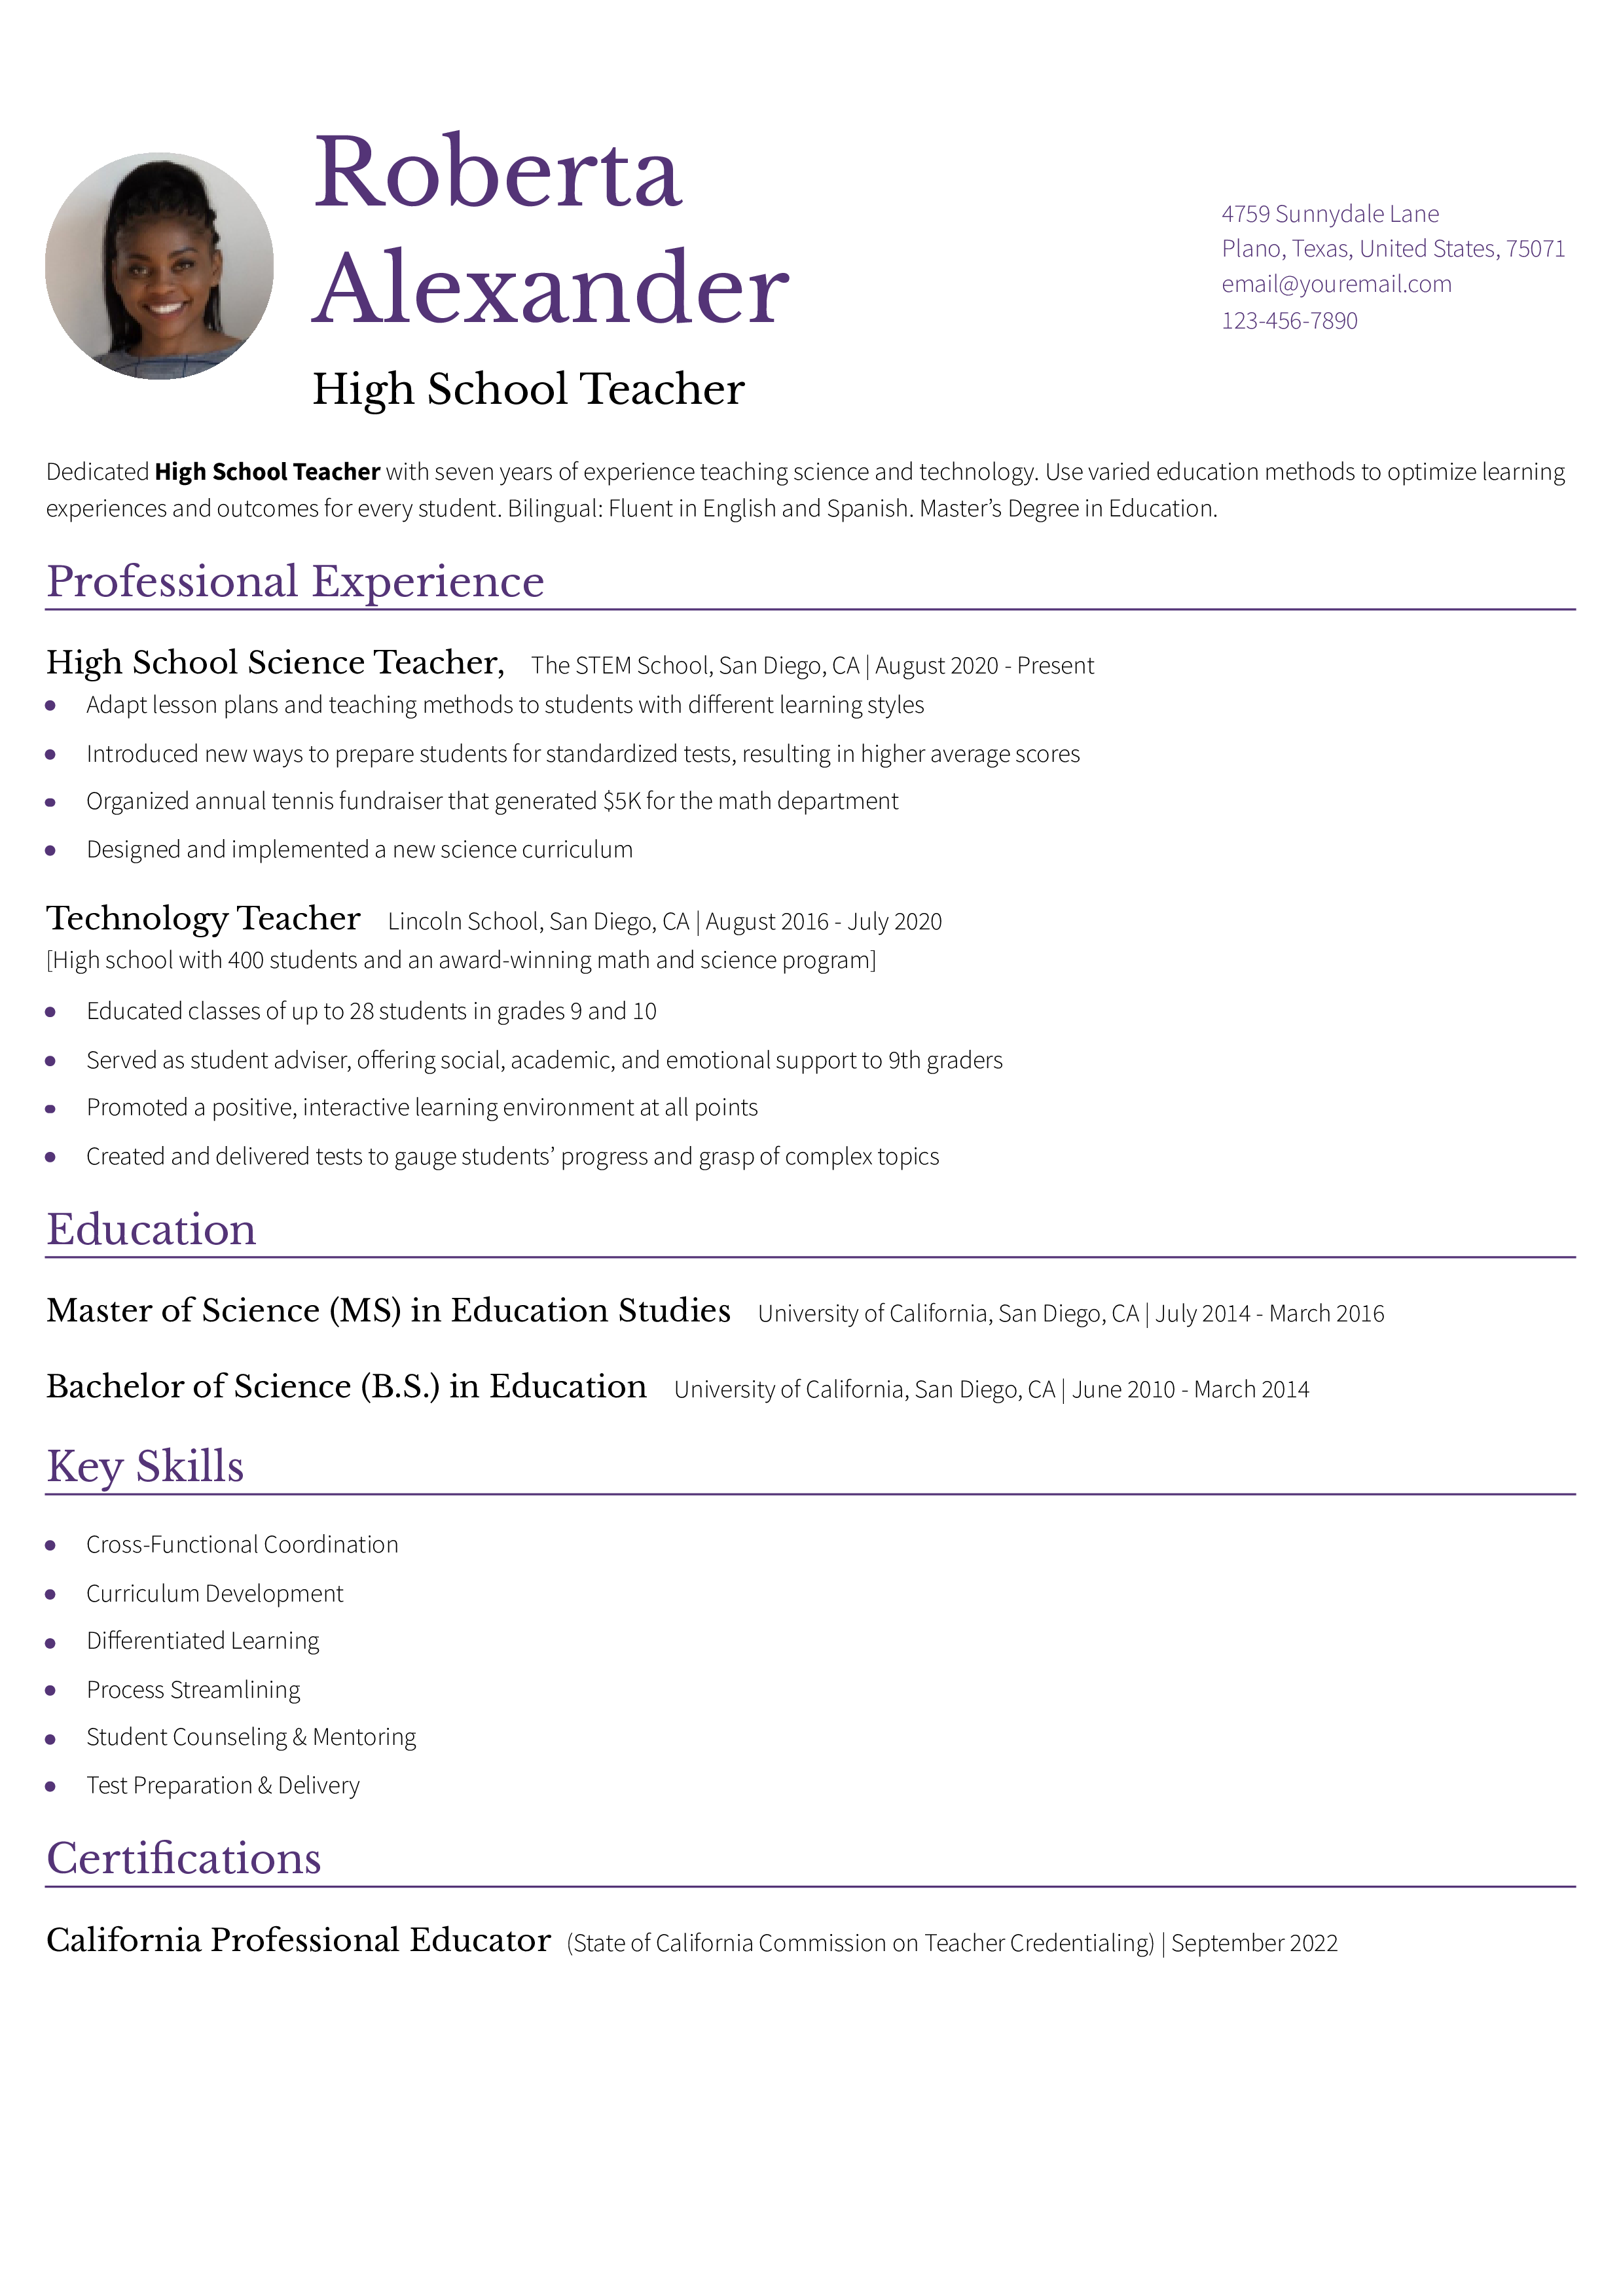 Roberta
Alexander
High School Teacher
4759 Sunnydale Lane
Plano, Texas, United States, 75071
email@youremail.com
123-456-7890
Dedicated High School Teacher with seven years of experience teaching science and technology. Use varied education methods to optimize learning
experiences and outcomes for every student. Bilingual: Fluent in English and Spanish. Master’s Degree in Education.
Professional Experience
High School Science Teacher, The STEM School, San Diego, CA | August 2020 - Present
• Adapt lesson plans and teaching methods to students with different learning styles
• Introduced new ways to prepare students for standardized tests, resulting in higher average scores
• Organized annual tennis fundraiser that generated $5K for the math department
• Designed and implemented a new science curriculum
Technology Teacher Lincoln School, San Diego, CA | August 2016 - July 2020
[High school with 400 students and an award-winning math and science program]
• Educated classes of up to 28 students in grades 9 and 10
• Served as student adviser, offering social, academic, and emotional support to 9th graders
• Promoted a positive, interactive learning environment at all points
• Created and delivered tests to gauge students’ progress and grasp of complex topics
Education
Master of Science (MS) in Education Studies University of California, San Diego, CA | July 2014 - March 2016
Bachelor of Science (B.S.) in Education University of California, San Diego, CA | June 2010 - March 2014
Key Skills
• Cross-Functional Coordination
• Curriculum Development
• Differentiated Learning
• Process Streamlining
• Student Counseling & Mentoring
• Test Preparation & Delivery
Certifications
California Professional Educator (State of California Commission on Teacher Credentialing) | September 2022